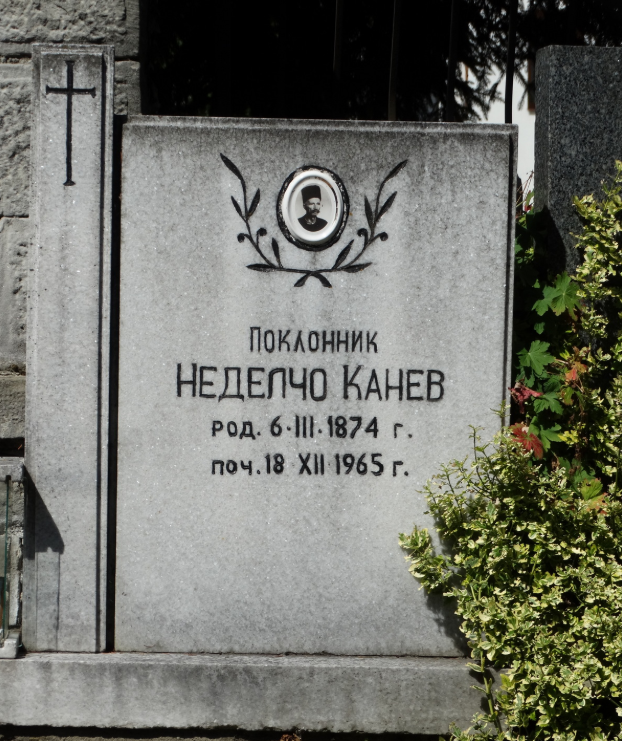 Поклонник
Неделчо Канев
род. 6·III·1874 г.
поч. 18 XII 1965 г.